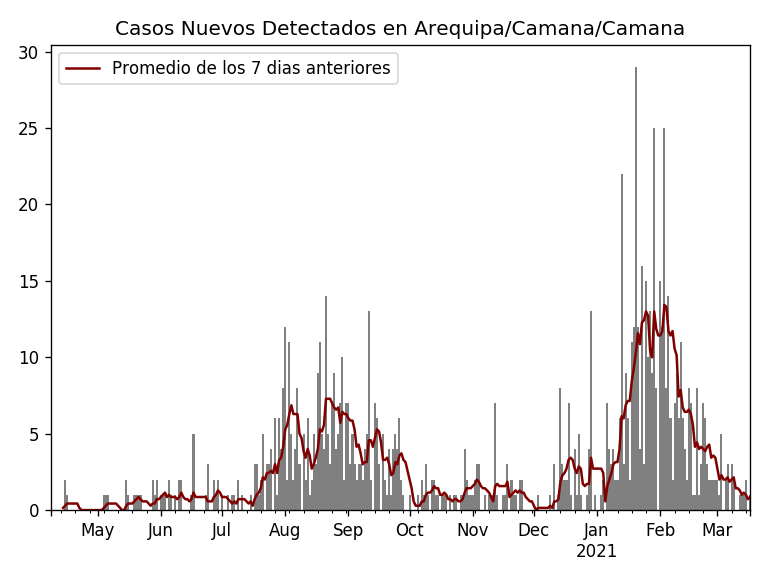 Casos Nuevos Detectados en Arequipa/Camana/Camana
Promedio de los 7 dias anteriores
30
25
20
15
10
5
0
May Jun Jul Aug Sep Oct Nov Dec Jan Feb Mar
2021